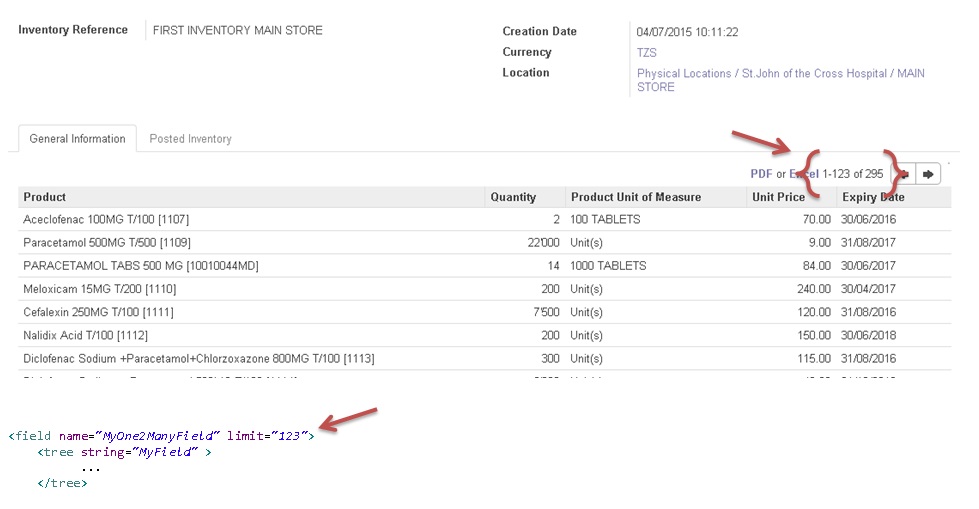 Inventory Reference FIRST INVENTORY MAIN STORE
Creation Date 04/07/2015 10:11:22
Currency TZS
Location Physical Locations / St.John of the Cross Hospital / MAIN
STORE
General Information Posted Inventory
PDF or Excel 1-123 of 295
Product Quantity Product Unit of Measure Unit Price Expiry Date
Aceclofenac 100MG T/100 [1107] 2 100 TABLETS 70.00 30/06/2016
Paracetamol 500MG T/500 [1109] 22'000 Unit(s) 9.00 31/08/2017
PARACETAMOL TABS 500 MG [10010044MD] 14 1000 TABLETS 84.00 30/06/2017
Meloxicam 15MG T/200 [1110] 200 Unit(s) 240.00 30/04/2017
Cefalexin 250MG T/100 [1111] 7'500 Unit(s) 120.00 31/08/2016
Nalidix Acid T/100 [1112] 200 Unit(s) 150.00 30/06/2018
Diclofenac Sodium +Paracetamol+Chlorzoxazone 800MG T/100 [1113] 300 Unit(s) 115.00 31/08/2016
<field name="MyOne2ManyField" limit="123">
<tree string="MyField" >
...
</tree>